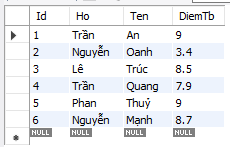 Id Ho Ten DiemTb
1 Trần An 9
2 Nguyễn Oanh 3.4
3 Lê Trúc 8.5
4 Trần Quang 7.9
5 Phan Thuỷ 9
6 Nguyễn Mạnh 8.7
NULL NULL NULL NULL